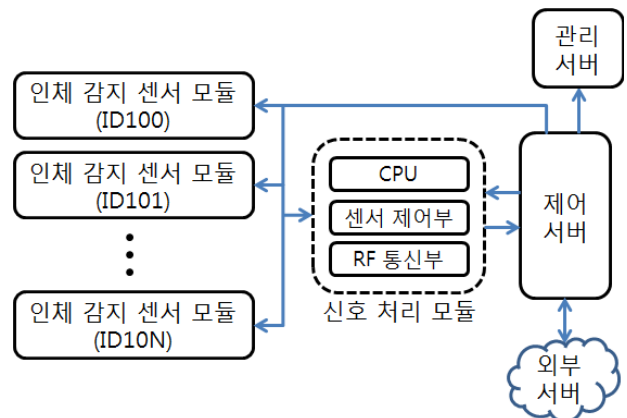 관리
서버
인체 감지 센서 모듈
(ID100)
인체 감지 센서 모듈
(ID101)
인체 감지 센서 모듈
(ID10N)
CPU
센서 제어부
RF 통신부
신호 처리 모듈
제어
서버
외부
서버